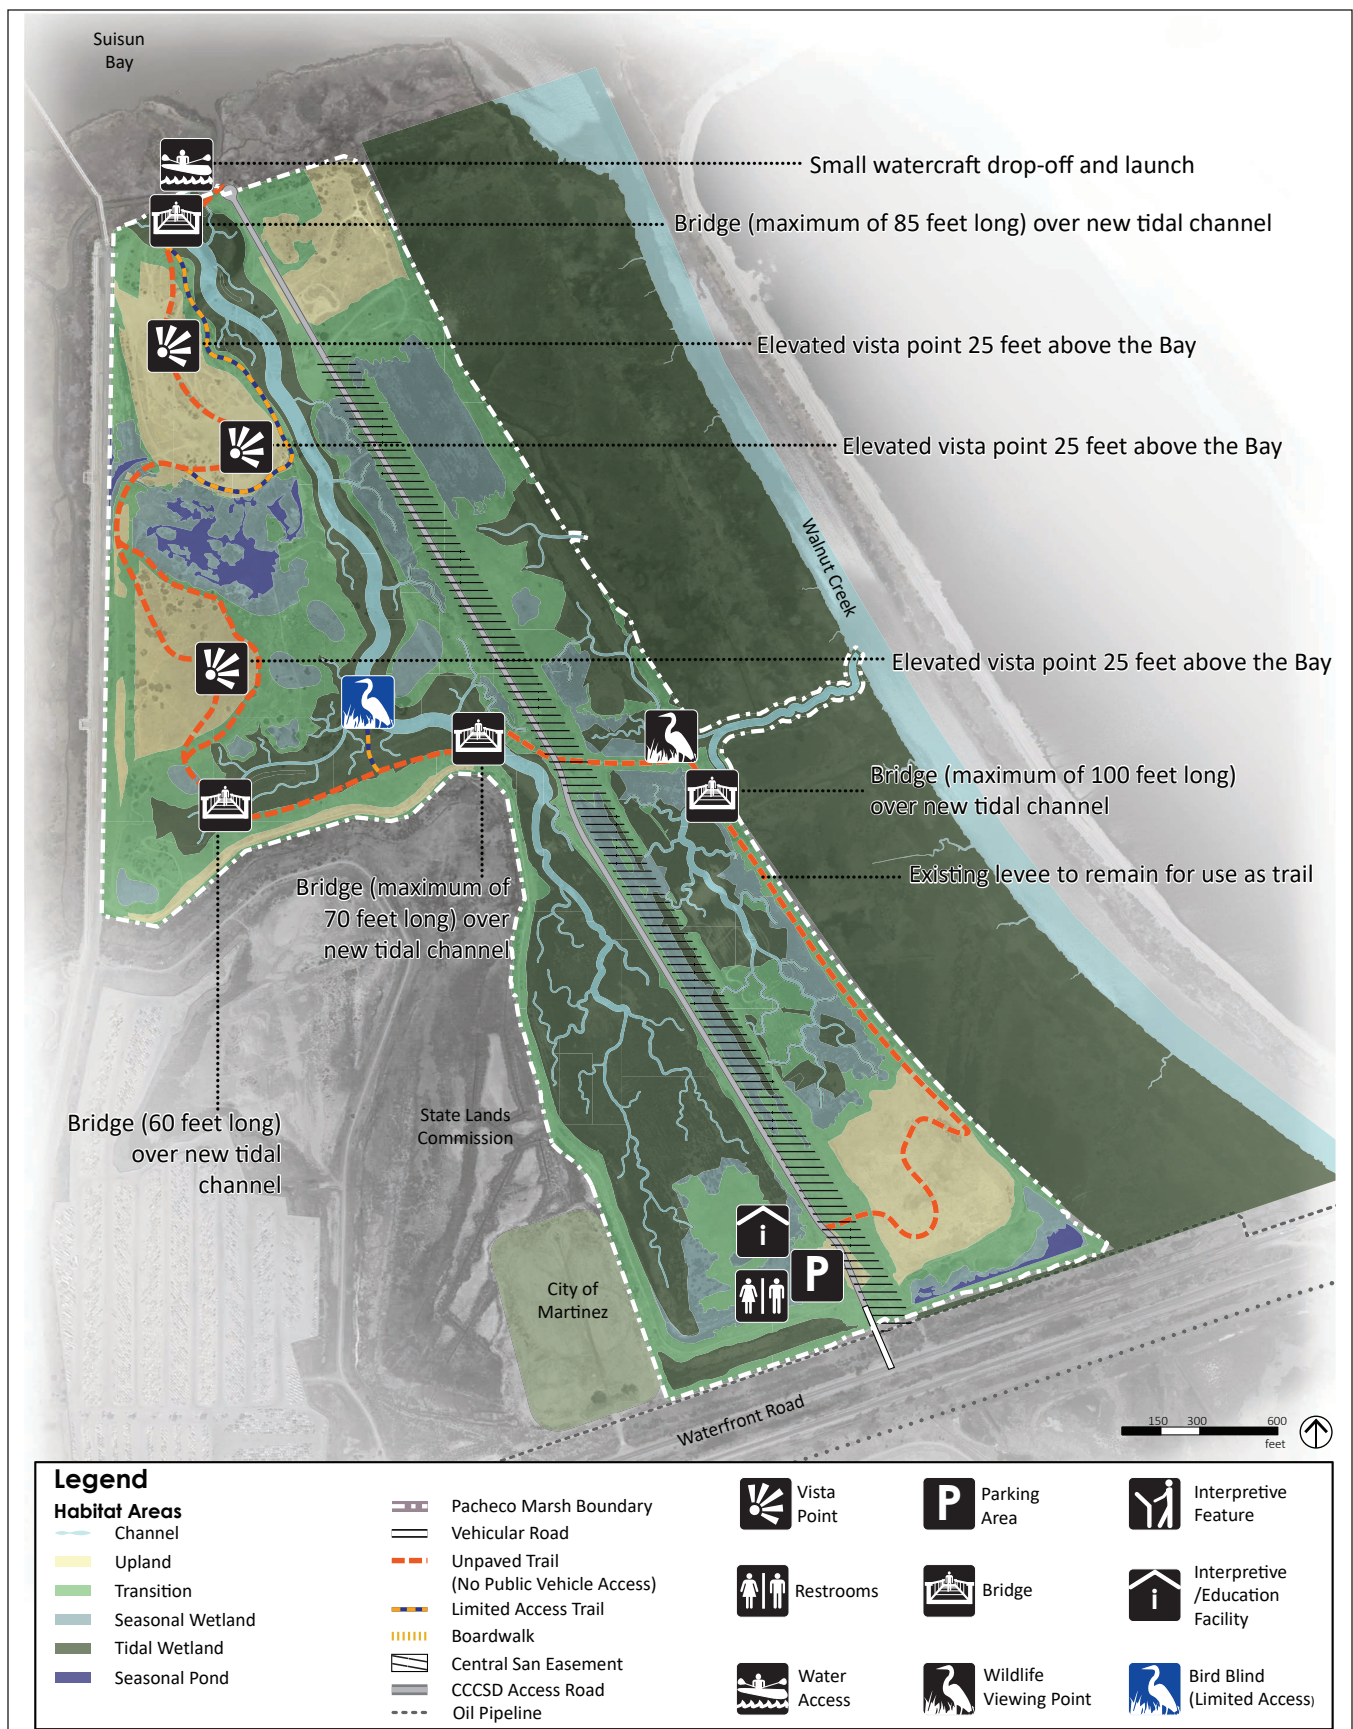 Suisun
Bay
Small watercraft drop-off and launch
Bridge (maximum of 85 feet long) over new tidal channel
Elevated vista point 25 feet above the Bay
Elevated vista point 25 feet above the Bay
Walnut Creek
Elevated vista point 25 feet above the Bay
Bridge (maximum of 100 feet long)
over new tidal channel
Existing levee to remain for use as trail
Bridge (maximum of
70 feet long) over
new tidal channel
Bridge (60 feet long)
over new tidal
channel
State Lands
Commission
City of
Martinez
i
P
Waterfront Road
150 300 600
feet
Legend
Habitat Areas
Channel
Upland
Transition
Seasonal Wetland
Tidal Wetland
Seasonal Pond
Pacheco Marsh Boundary
Vehicular Road
Unpaved Trail
(No Public Vehicle Access)
Limited Access Trail
Boardwalk
Central San Easement
CCCSD Access Road
Oil Pipeline
Vista
Point
Restrooms
Water
Access
P
Parking
Area
Bridge
Wildlife
Viewing Point
Interpretive
Feature
i
Interpretive
/Education
Facility
Bird Blind
(Limited Access)